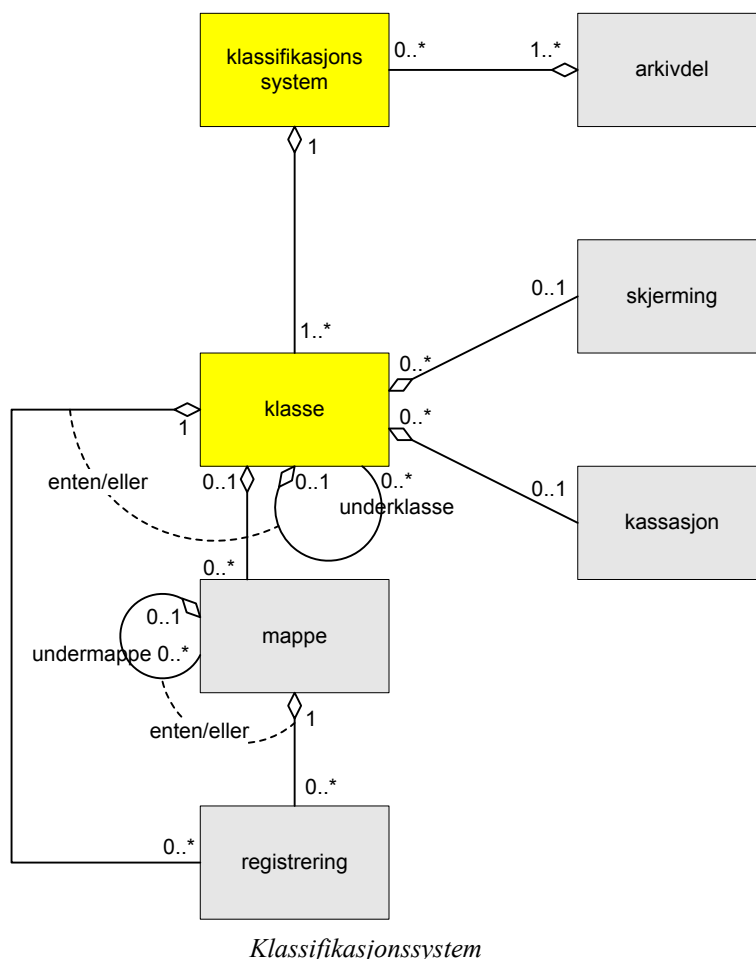 klassifikasjons
system
0..*
1..*
arkivdel
1
0..1
skjerming
1..*
0..*
klasse
1
0..*
enten/eller
0..1
0..1
0..*
underklasse
0..1
kassasjon
0..*
0..1
mappe
undermappe 0..*
enten/eller
1
0..*
0..*
registrering
Klassifikasjonssystem